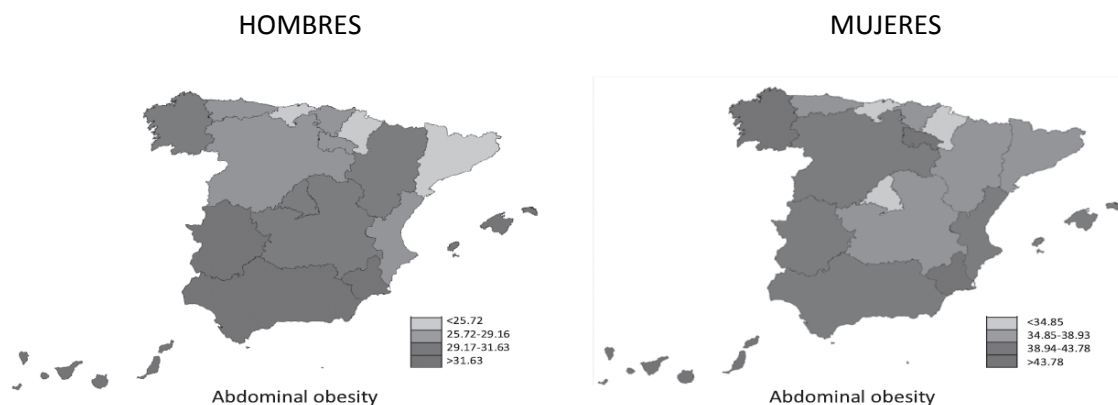 HOMBRES
MUJERES
<25.72
25.72-29.16
29.17-31.63
>31.63
Abdominal obesity
<34.85
34.85-38.93
38.94-43.78
>43.78
Abdominal obesity